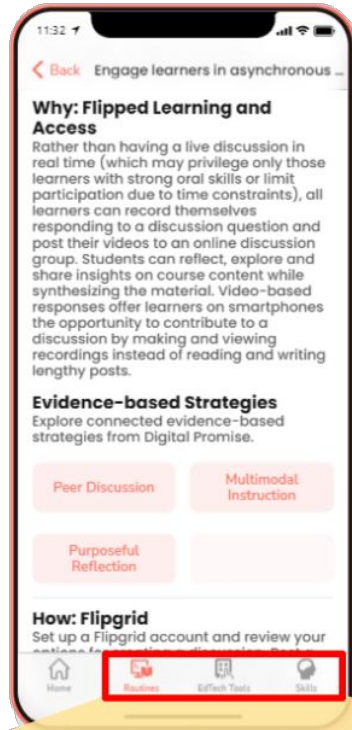 11:32
Back Engage learners in asynchronous ...
Why: Flipped Learning and
Access
Rather than having a live discussion in
real time (which may privilege only those
learners with strong oral skills or limit
participation due to time constraints), all
learners can record themselves
responding to a discussion question and
post their videos to an online discussion
group. Students can reflect, explore and
share insights on course content while
synthesizing the material. Video-based
responses offer learners on smartphones
the opportunity to contribute to a
discussion by making and viewing
recordings instead of reading and writing
lengthy posts.
Evidence-based Strategies
Explore connected evidence-based
strategies from Digital Promise.
Peer Discussion
Multimodal
Instruction
Purposeful
Reflection
How: Flipgrid
Set up a Flipgrid account and review your
Home Routines EdTech Tools Skills